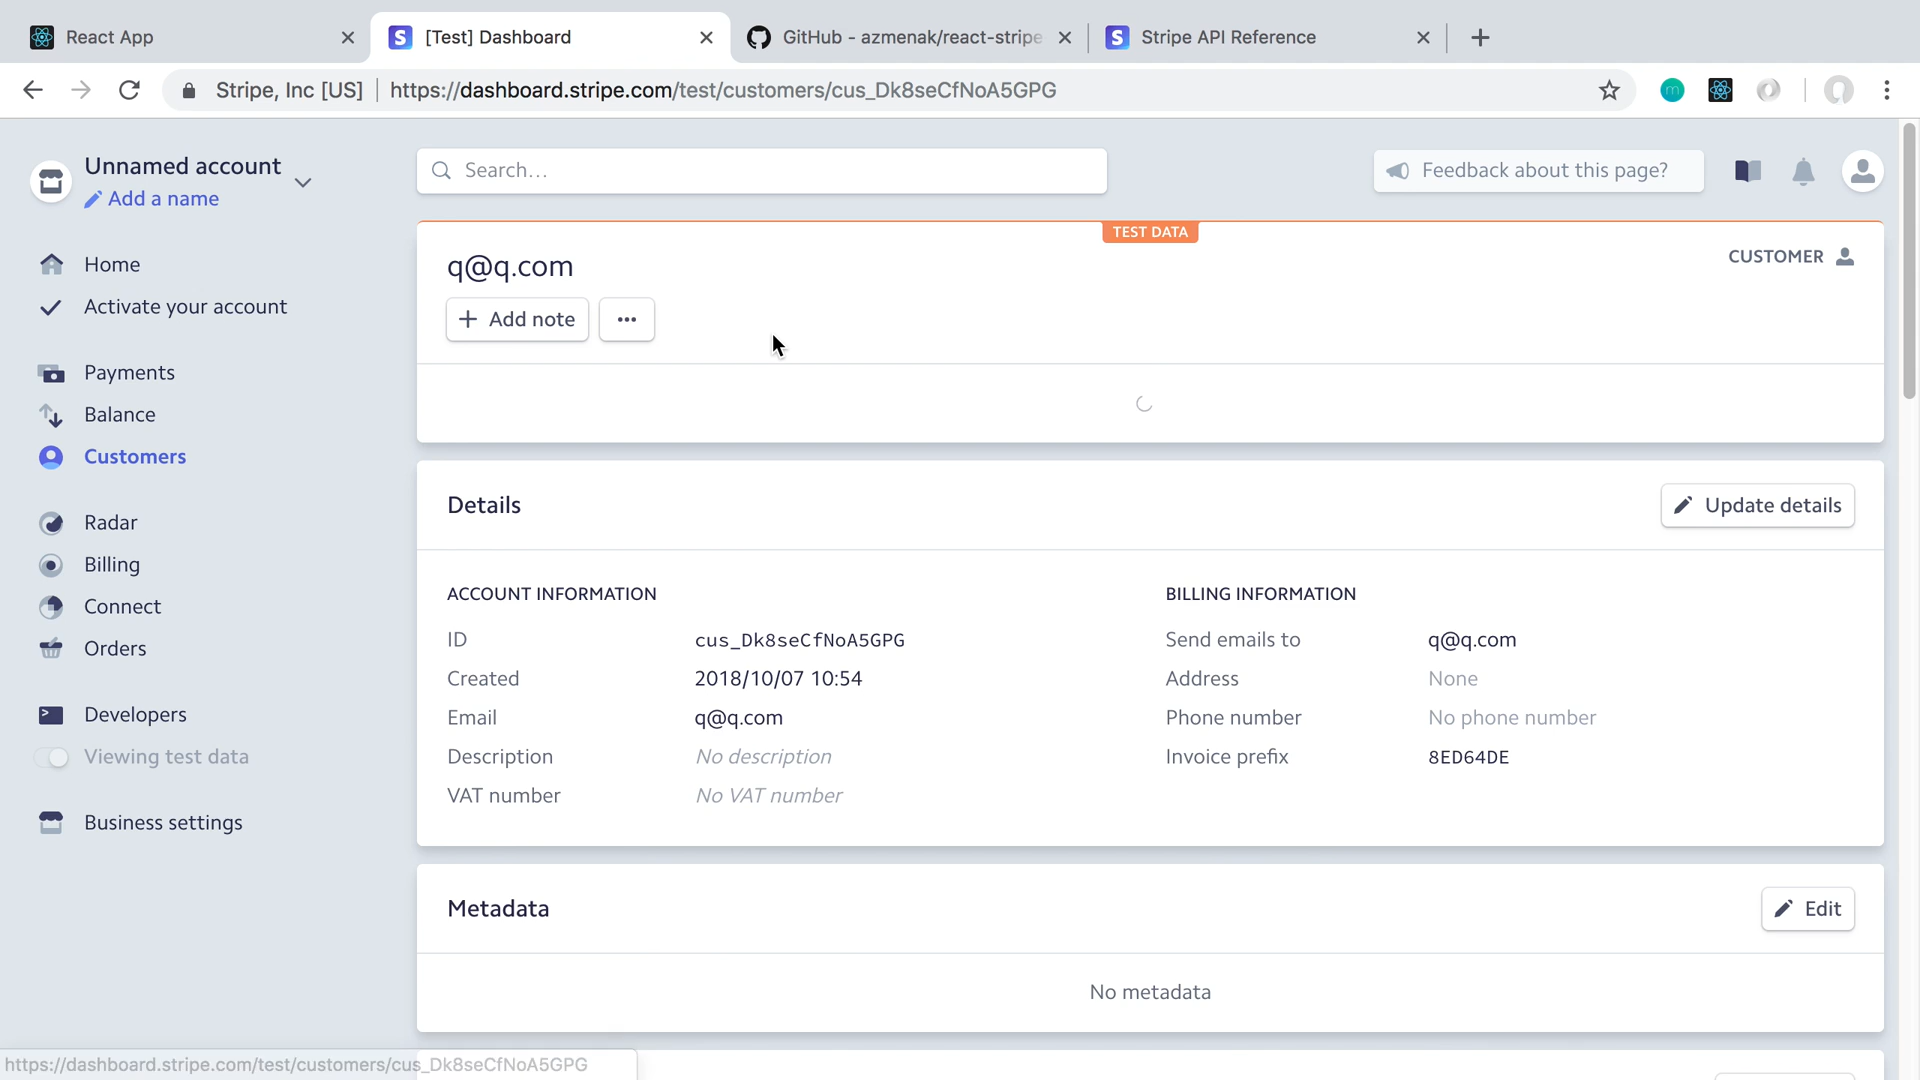 React App
[Test] Dashboard
GitHub - azmenak/react-stripe
Stripe API Reference
Stripe, Inc [US]
https://dashboard.stripe.com/test/customers/cus_Dk8seCfNoA5GPG
Unnamed account
Add a name
Search…
Feedback about this page?
Home
Activate your account
Payments
Balance
Customers
Radar
Billing
Connect
Orders
Developers
Viewing test data
Business settings
TEST DATA
q@q.com
CUSTOMER
Add note
Details
Update details
ACCOUNT INFORMATION
ID cus_Dk8seCfNoA5GPG
Created 2018/10/07 10:54
Email q@q.com
Description No description
VAT number No VAT number
BILLING INFORMATION
Send emails to q@q.com
Address None
Phone number No phone number
Invoice prefix 8ED64DE
Metadata
Edit
No metadata
https://dashboard.stripe.com/test/customers/cus_Dk8seCfNoA5GPG